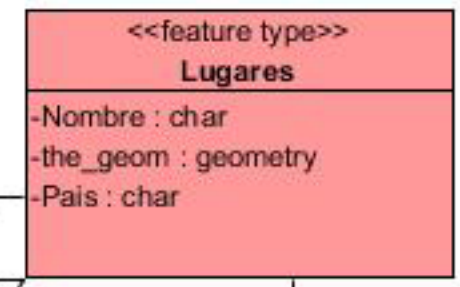 <<feature type>>
Lugares
-Nombre : char
-the_geom : geometry
-Pais : char